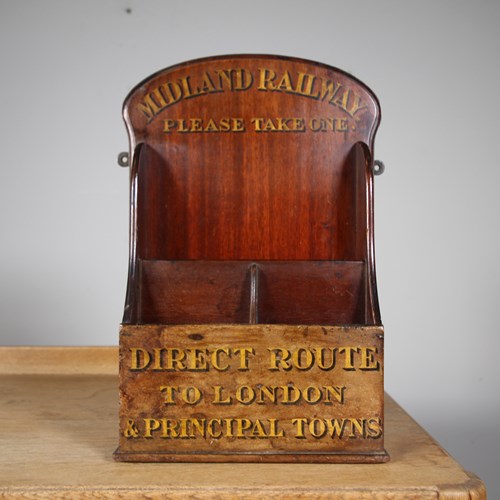 MIDLAND RAILWAY.
PLEASE TAKE ONE.
DIRECT ROUTE
TO LONDON
& PRINCIPAL TOWNS